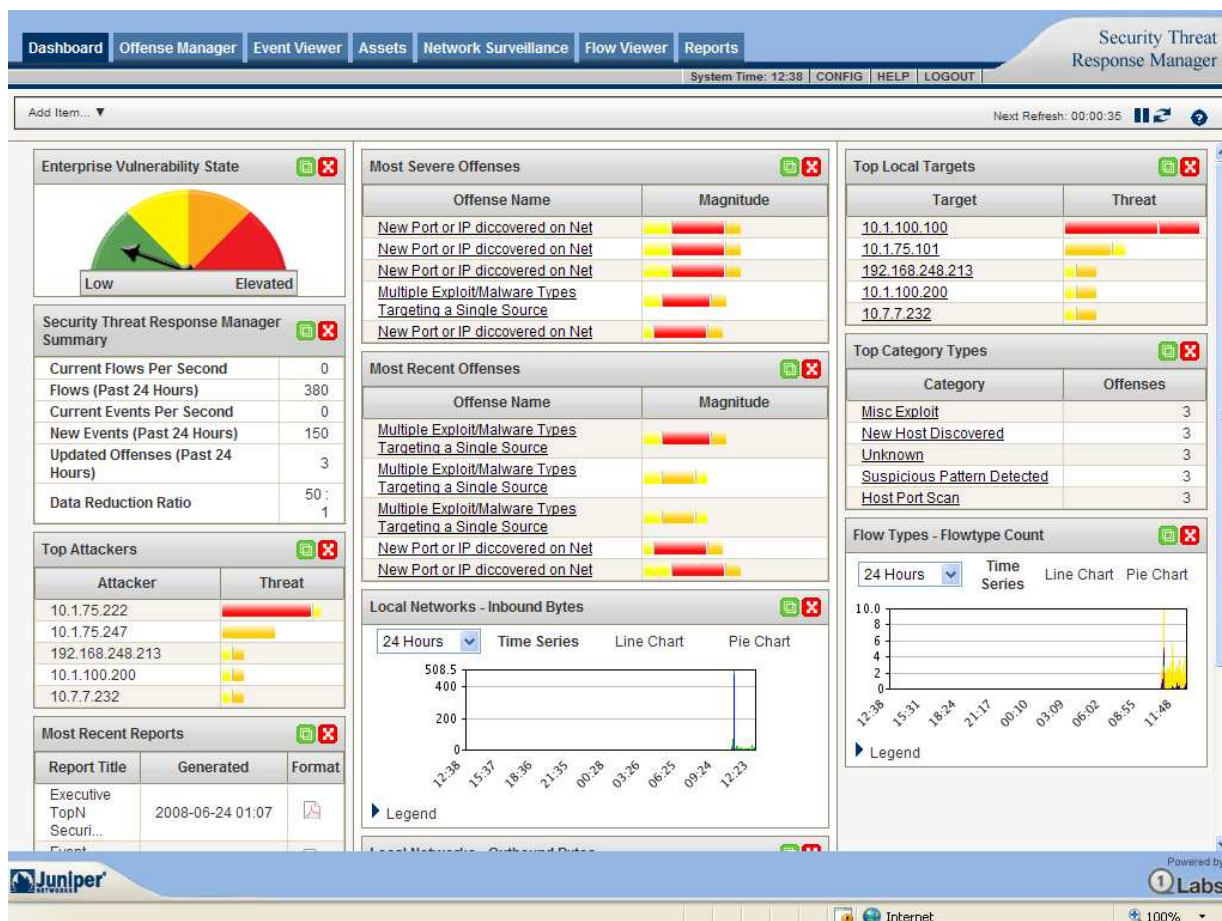 Dashboard Offense Manager Event Viewer Assets Network Surveillance Flow Viewer Reports
Security Threat
Response Manager
System Time: 12:38 CONFIG HELP LOGOUT
Add Item... ▼
Next Refresh: 00:00:35
Enterprise Vulnerability State
Low Elevated
Security Threat Response Manager
Summary
Current Flows Per Second 0
Flows (Past 24 Hours) 380
Current Events Per Second 0
New Events (Past 24 Hours) 150
Updated Offenses (Past 24
Hours) 3
Data Reduction Ratio 50 :
1
Top Attackers
Attacker Threat
10.1.75.222
10.1.75.247
192.168.248.213
10.1.100.200
10.7.7.232
Most Recent Reports
Report Title Generated Format
Executive
TopN
Securi...
2008-06-24 01:07
Most Severe Offenses
Offense Name Magnitude
New Port or IP diccovered on Net
New Port or IP diccovered on Net
New Port or IP diccovered on Net
Multiple Exploit/Malware Types
Targeting a Single Source
New Port or IP diccovered on Net
Most Recent Offenses
Offense Name Magnitude
Multiple Exploit/Malware Types
Targeting a Single Source
Multiple Exploit/Malware Types
Targeting a Single Source
Multiple Exploit/Malware Types
Targeting a Single Source
New Port or IP diccovered on Net
New Port or IP diccovered on Net
Local Networks - Inbound Bytes
24 Hours Time Series Line Chart Pie Chart
508.5
400
200
0
12:38 15:37 18:36 21:35 00:28 03:26 06:25 09:24 12:23
Legend
Top Local Targets
Target Threat
10.1.100.100
10.1.75.101
192.168.248.213
10.1.100.200
10.7.7.232
Top Category Types
Category Offenses
Misc Exploit 3
New Host Discovered 3
Unknown 3
Suspicious Pattern Detected 3
Host Port Scan 3
Flow Types - Flowtype Count
24 Hours Time
Series Line Chart Pie Chart
10.0
8
6
4
2
0
12:38 15:31 18:24 21:17 00:10 03:09 06:02 08:55 11:48
Legend
Juniper
NETWORKS
Powered by
1 Labs
Internet 100%